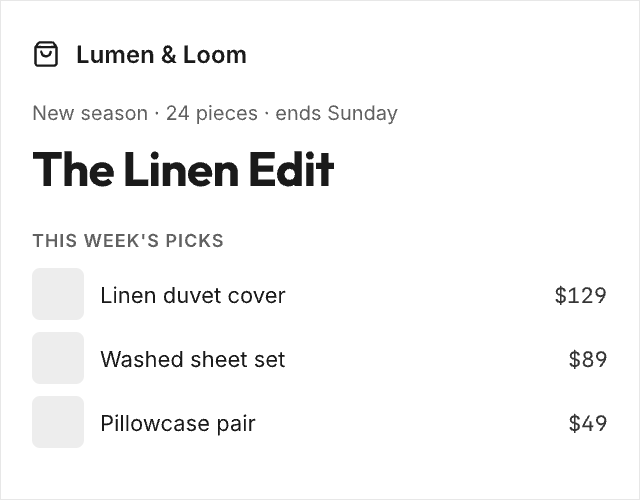 Lumen & Loom
New season · 24 pieces · ends Sunday
The Linen Edit
THIS WEEK'S PICKS
Linen duvet cover $129
Washed sheet set $89
Pillowcase pair $49